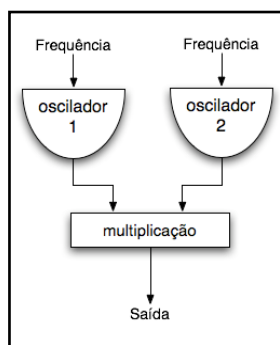 Frequência
Frequência
oscilador
1
oscilador
2
multiplicação
Saída